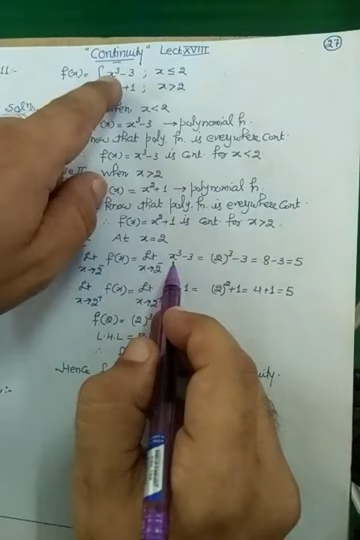 "Continuity" Lect XVIII
27
11:- f(x) = x³-3 ; x ≤ 2
+1 ; x>2
Solⁿ
when x<2
(x) = x³-3 → polynomial fn.
know that poly. fn. is everywhere cont.
f(x) = x³-3 is cont. for x<2
II when x>2
(x) = x²+1 → polynomial fn.
know that poly. fn. is everywhere cont.
∴ f(x) = x²+1 is cont. for x>2.
At x=2
Lt x→2⁻ f(x) = Lt x→2⁻ x³-3 = (2)³-3 = 8-3=5
Lt x→2⁺ f(x) = Lt x→2⁺ +1 = (2)²+1 = 4+1=5
f(2) = (2)
L.H.L =
Hence